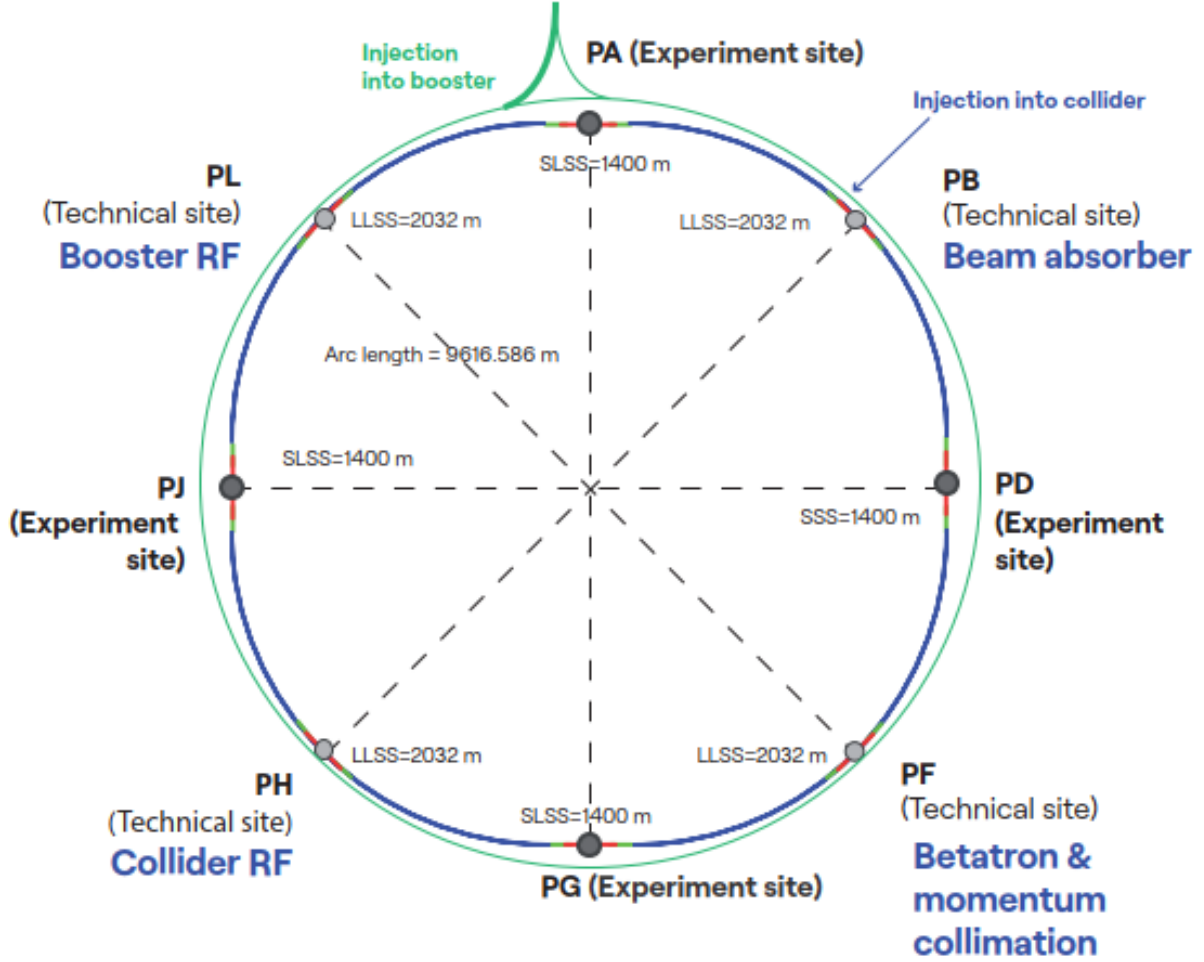 Injection
into booster
PA (Experiment site)
Injection into collider
SLSS=1400 m
PL
(Technical site)
Booster RF
LLSS=2032 m
LLSS=2032 m
PB
(Technical site)
Beam absorber
Arc length = 9616.586 m
SLSS=1400 m
PJ
(Experiment
site)
SSS=1400 m
PD
(Experiment
site)
LLSS=2032 m
PH
(Technical site)
Collider RF
LLSS=2032 m
PF
(Technical site)
Betatron &
momentum
collimation
SLSS=1400 m
PG (Experiment site)